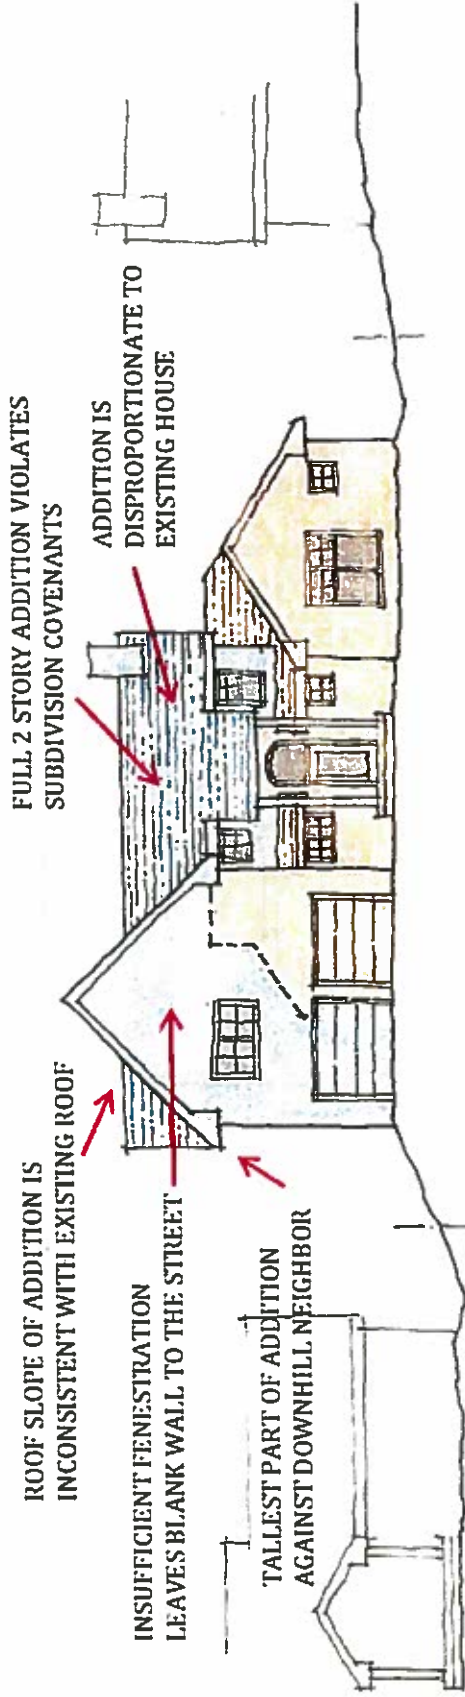 ROOF SLOPE OF ADDITION IS
INCONSISTENT WITH EXISTING ROOF
INSUFFICIENT FENESTRATION
LEAVES BLANK WALL TO THE STREET
TALLEST PART OF ADDITION
AGAINST DOWNHILL NEIGHBOR
FULL 2 STORY ADDITION VIOLATES
SUBDIVISION COVENANTS
ADDITION IS
DISPROPORTIONATE TO
EXISTING HOUSE